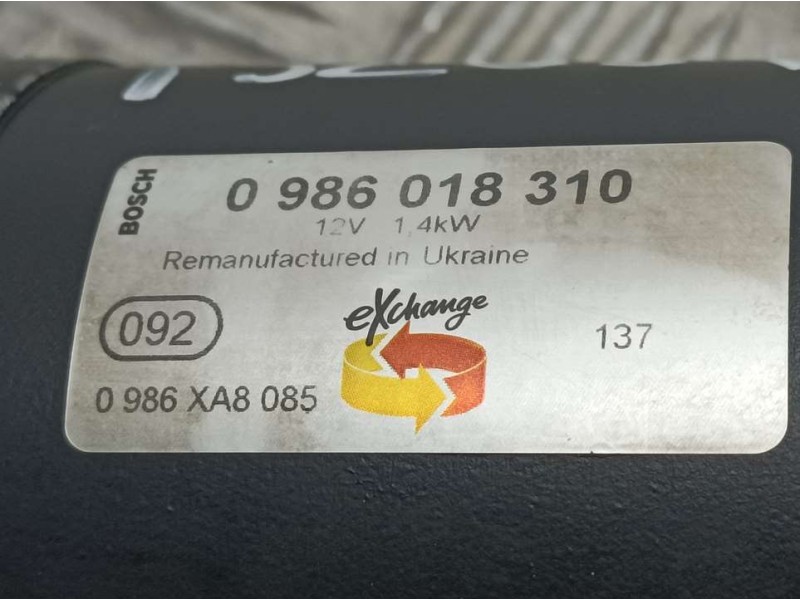 BOSCH
0 986 018 310
12V 1,4kW
Remanufactured in Ukraine
eXchange
092
137
0 986 XA8 085